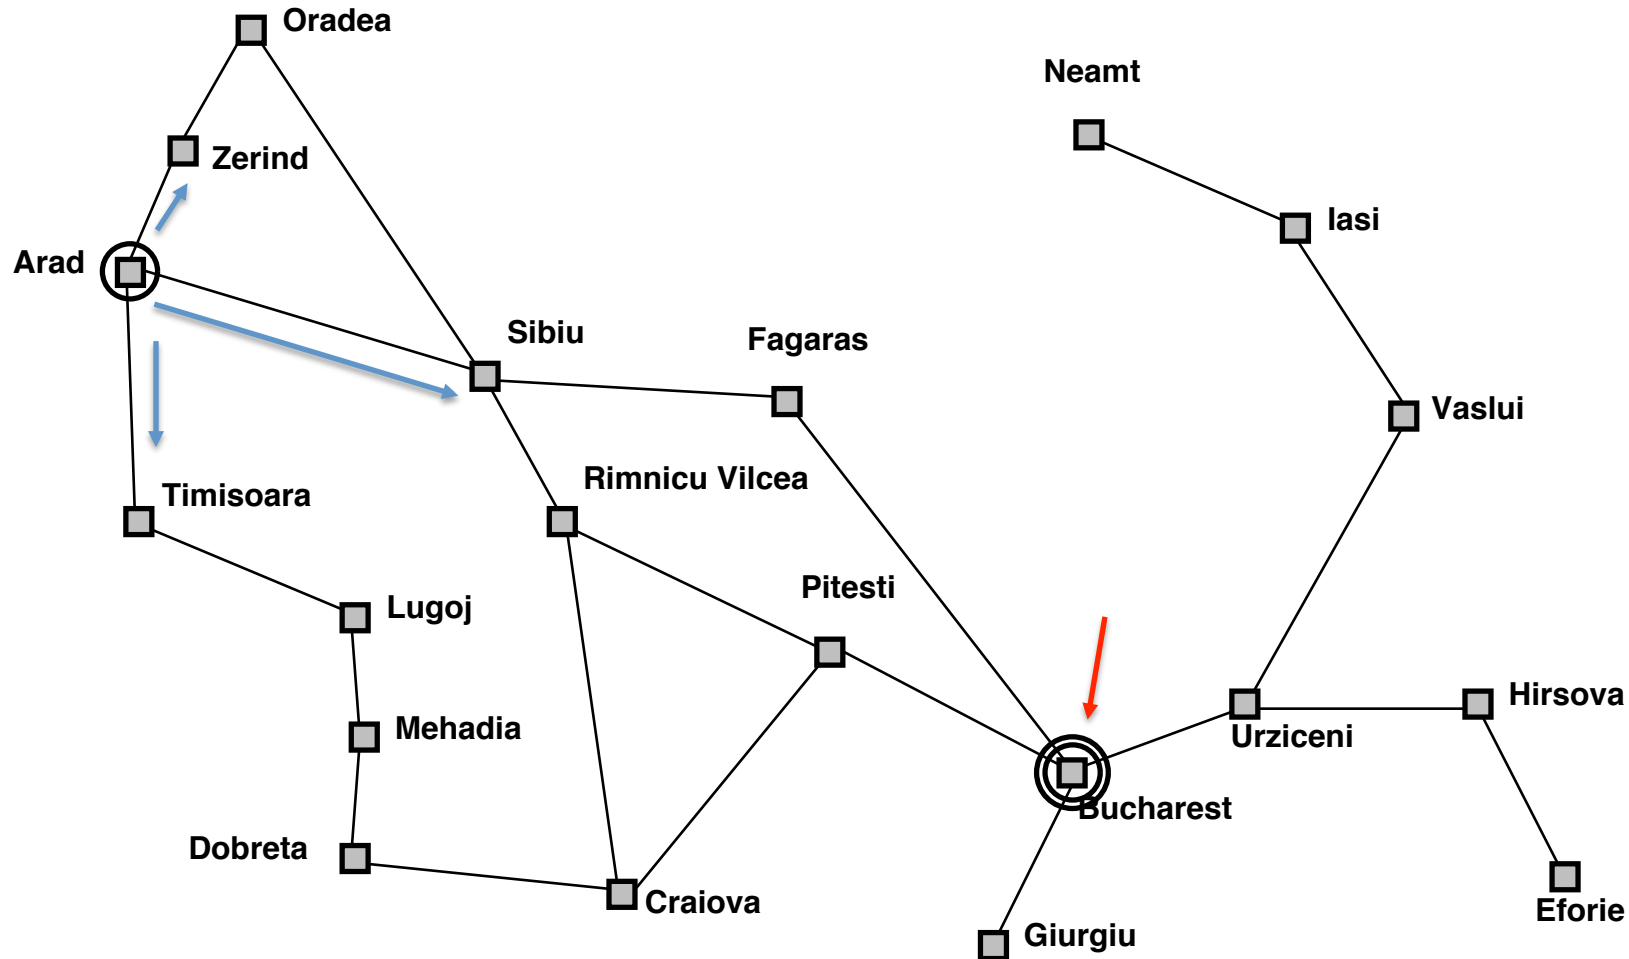 Oradea
Neamt
Zerind
Iasi
Arad
Sibiu
Fagaras
Vaslui
Rimnicu Vilcea
Timisoara
Pitesti
Lugoj
Hirsova
Mehadia
Urziceni
Bucharest
Dobreta
Craiova
Eforie
Giurgiu